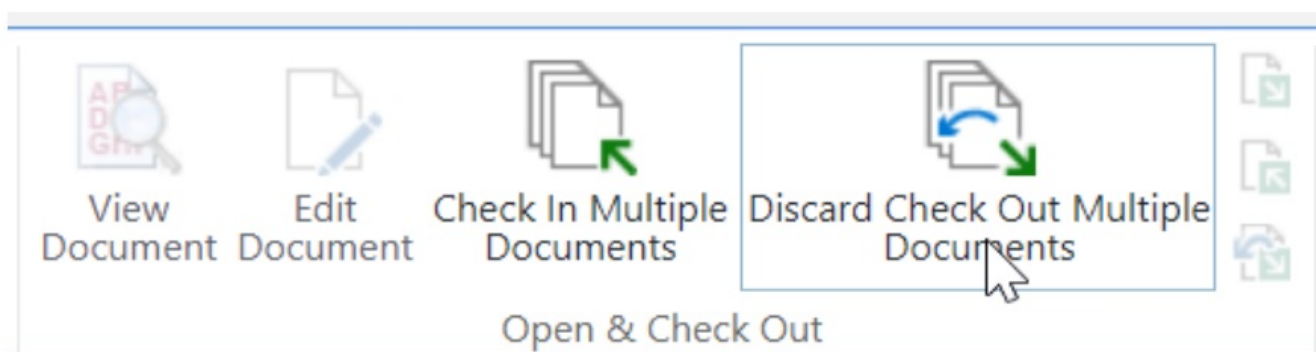 View
Document
Edit
Document
Check In Multiple
Documents
Discard Check Out Multiple
Documents
Open & Check Out